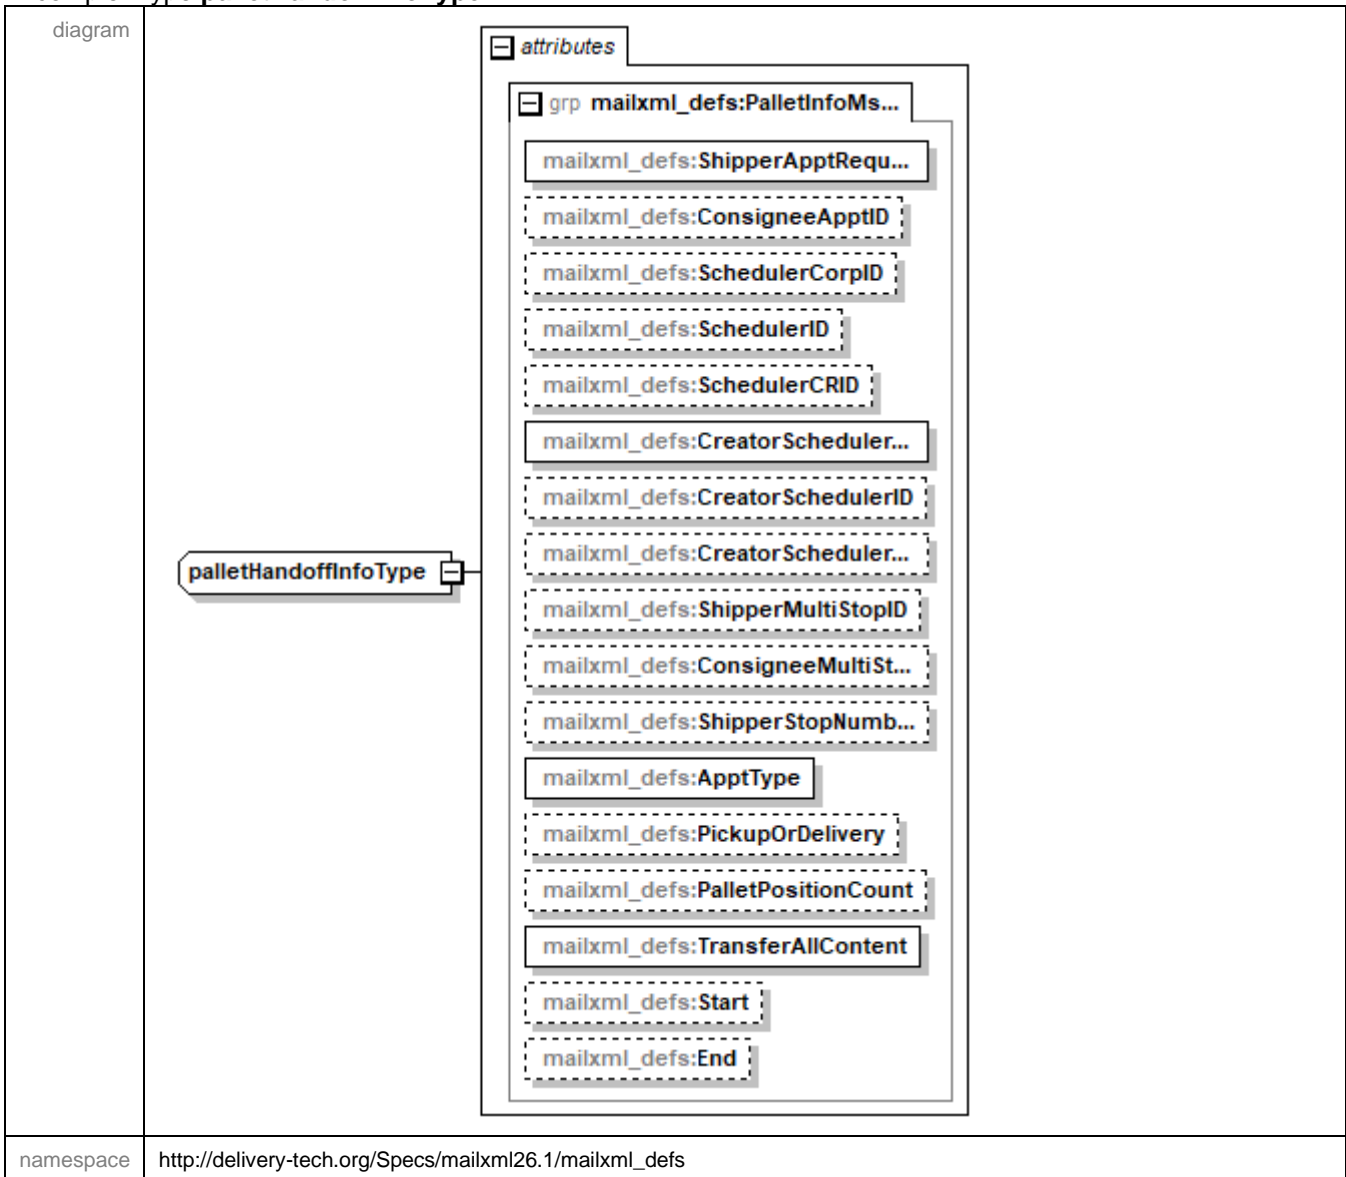 diagram
attributes
grp mailxml_defs:PalletInfoMs...
mailxml_defs:ShipperApptRequ...
mailxml_defs:ConsigneeApptID
mailxml_defs:SchedulerCorpID
mailxml_defs:SchedulerID
mailxml_defs:SchedulerCRID
mailxml_defs:CreatorScheduler...
mailxml_defs:CreatorSchedulerID
mailxml_defs:CreatorScheduler...
palletHandoffInfoType
mailxml_defs:ShipperMultiStopID
mailxml_defs:ConsigneeMultiSt...
mailxml_defs:ShipperStopNumb...
mailxml_defs:ApptType
mailxml_defs:PickupOrDelivery
mailxml_defs:PalletPositionCount
mailxml_defs:TransferAllContent
mailxml_defs:Start
mailxml_defs:End
namespace http://delivery-tech.org/Specs/mailxml26.1/mailxml_defs